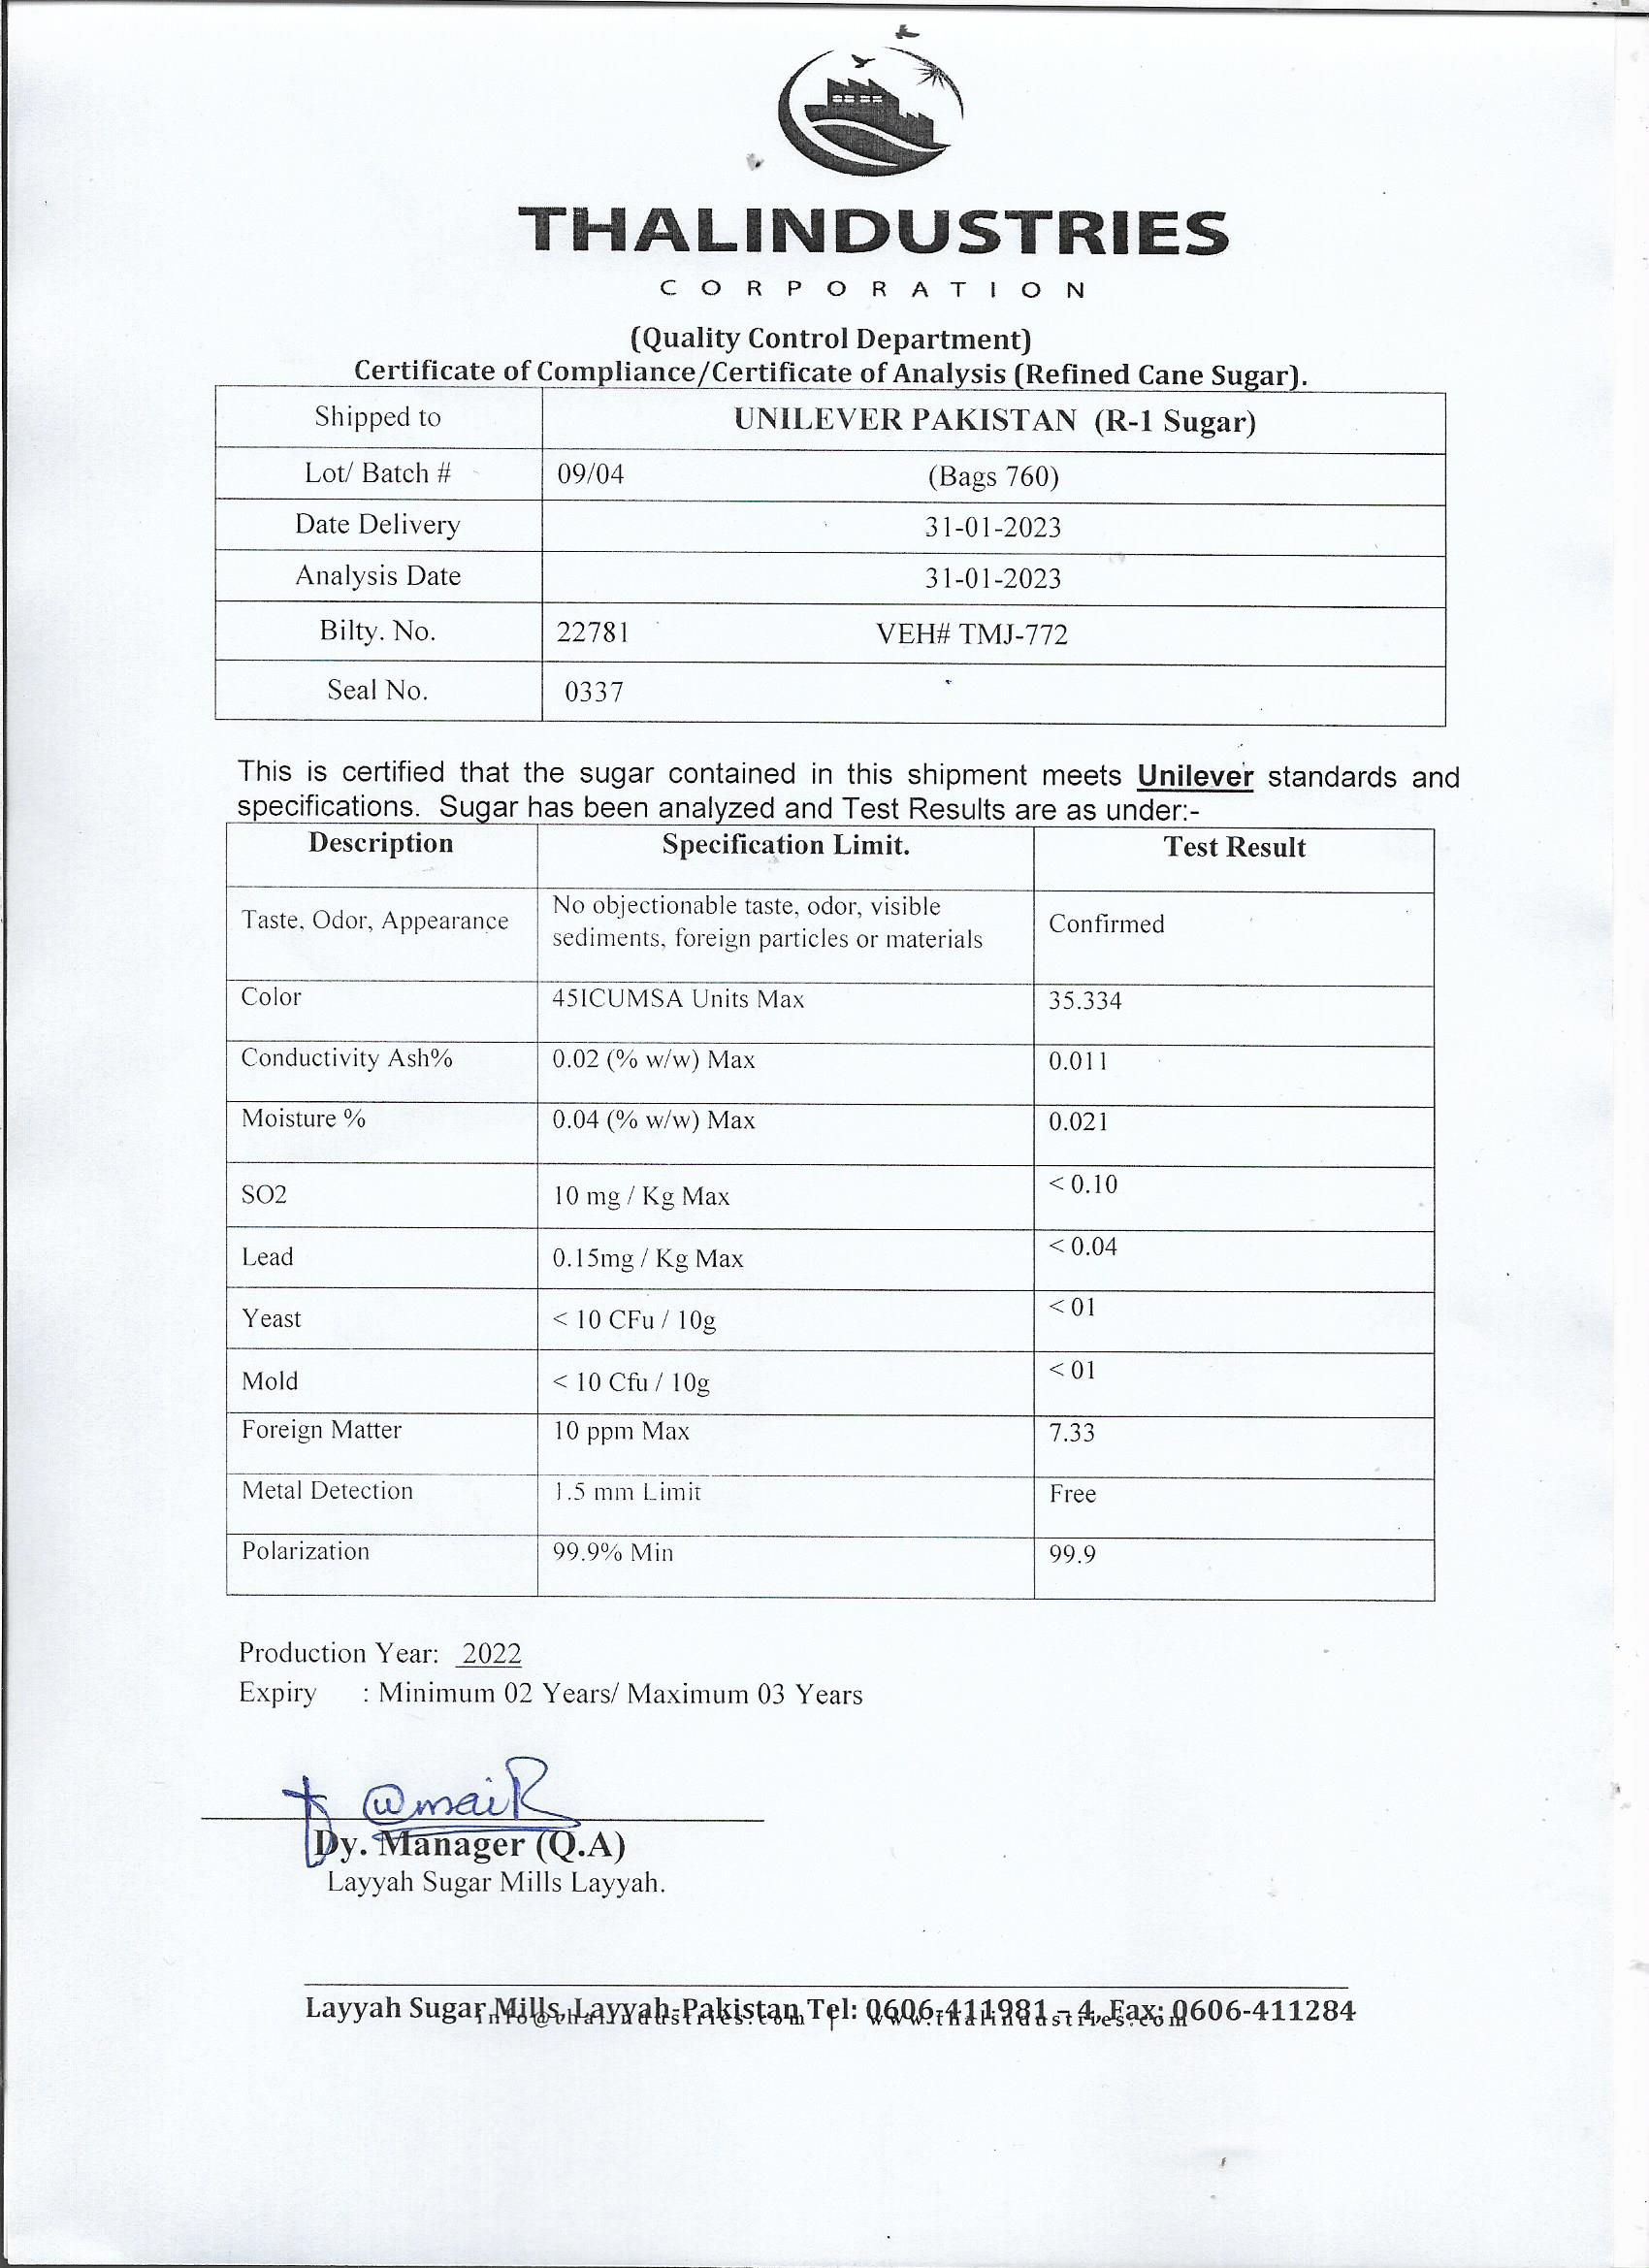 THALINDUSTRIES
CORPORATION
(Quality Control Department)
Certificate of Compliance/Certificate of Analysis (Refined Cane Sugar).
Shipped to UNILEVER PAKISTAN (R-1 Sugar)
Lot/ Batch # 09/04 (Bags 760)
Date Delivery 31-01-2023
Analysis Date 31-01-2023
Bilty. No. 22781 VEH# TMJ-772
Seal No. 0337
This is certified that the sugar contained in this shipment meets Unilever standards and
specifications. Sugar has been analyzed and Test Results are as under:-
Description Specification Limit. Test Result
Taste, Odor, Appearance No objectionable taste, odor, visible
sediments, foreign particles or materials Confirmed
Color 45ICUMSA Units Max 35.334
Conductivity Ash% 0.02 (% w/w) Max 0.011
Moisture % 0.04 (% w/w) Max 0.021
SO2 10 mg / Kg Max < 0.10
Lead 0.15mg / Kg Max < 0.04
Yeast < 10 CFu / 10g < 01
Mold < 10 Cfu / 10g < 01
Foreign Matter 10 ppm Max 7.33
Metal Detection 1.5 mm Limit Free
Polarization 99.9% Min 99.9
Production Year: 2022
Expiry : Minimum 02 Years/ Maximum 03 Years
Dy. Manager (Q.A)
Layyah Sugar Mills Layyah.
Layyah Sugar Mills, Layyah-Pakistan Tel: 0606-411981 – 4, Fax: 0606-411284
info@thalindustries.com | www.thalindustries.com